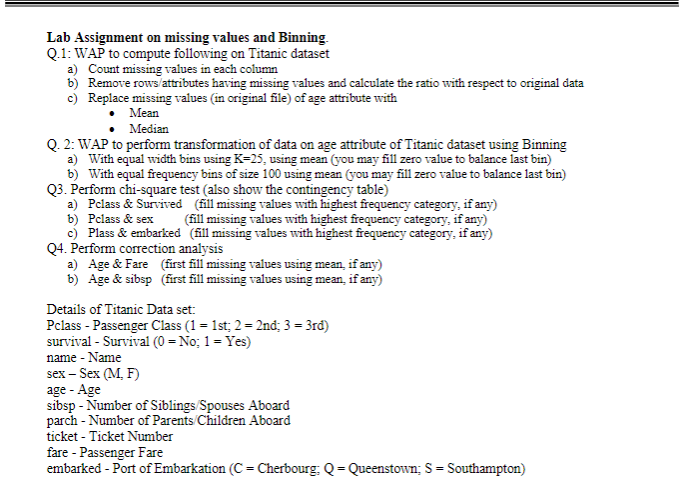 Lab Assignment on missing values and Binning.
Q.1: WAP to compute following on Titanic dataset
a) Count missing values in each column
b) Remove rows/attributes having missing values and calculate the ratio with respect to original data
c) Replace missing values (in original file) of age attribute with
• Mean
• Median
Q. 2: WAP to perform transformation of data on age attribute of Titanic dataset using Binning
a) With equal width bins using K=25, using mean (you may fill zero value to balance last bin)
b) With equal frequency bins of size 100 using mean (you may fill zero value to balance last bin)
Q3. Perform chi-square test (also show the contingency table)
a) Pclass & Survived (fill missing values with highest frequency category, if any)
b) Pclass & sex (fill missing values with highest frequency category, if any)
c) Plass & embarked (fill missing values with highest frequency category, if any)
Q4. Perform correction analysis
a) Age & Fare (first fill missing values using mean, if any)
b) Age & sibsp (first fill missing values using mean, if any)
Details of Titanic Data set:
Pclass - Passenger Class (1 = 1st; 2 = 2nd; 3 = 3rd)
survival - Survival (0 = No; 1 = Yes)
name - Name
sex – Sex (M, F)
age - Age
sibsp - Number of Siblings/Spouses Aboard
parch - Number of Parents/Children Aboard
ticket - Ticket Number
fare - Passenger Fare
embarked - Port of Embarkation (C = Cherbourg; Q = Queenstown; S = Southampton)